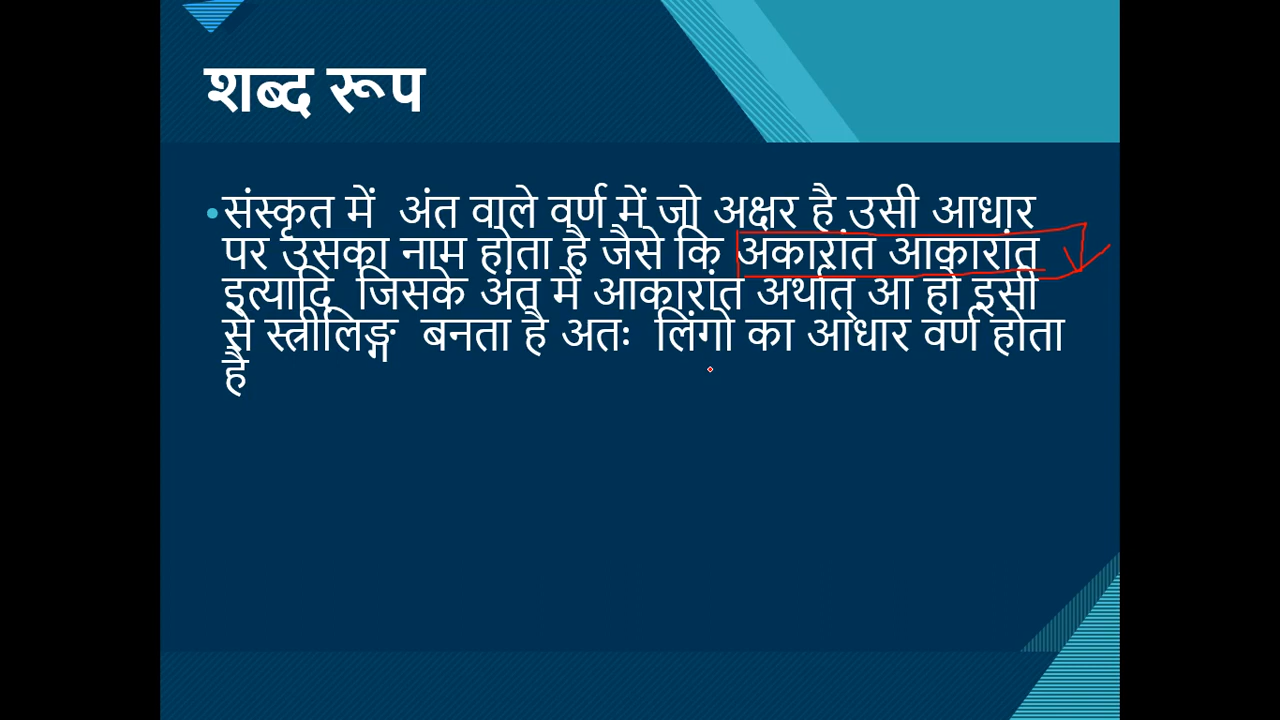 शब्द रूप
•संस्कृत में अंत वाले वर्ण में जो अक्षर है उसी आधार
पर उसका नाम होता है जैसे कि अकारांत आकारांत
इत्यादि जिसके अंत में आकारांत अर्थात् आ हो इसी
से स्त्रीलिङ्ग बनता है अतः लिंगो का आधार वर्ण होता
है